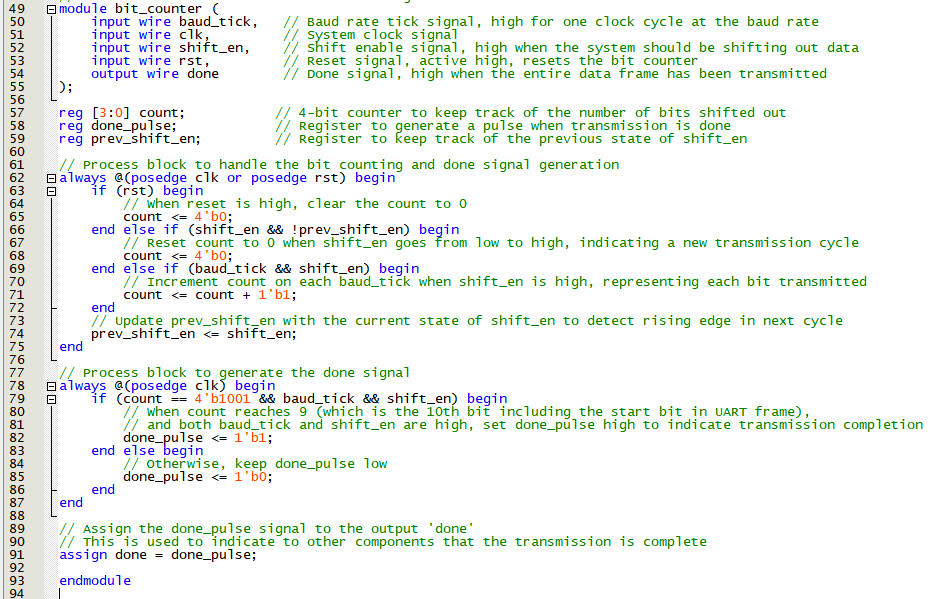 49 module bit_counter (
50     input wire baud_tick,   // Baud rate tick signal, high for one clock cycle at the baud rate
51     input wire clk,         // System clock signal
52     input wire shift_en,    // Shift enable signal, high when the system should be shifting out data
53     input wire rst,         // Reset signal, active high, resets the bit counter
54     output wire done        // Done signal, high when the entire data frame has been transmitted
55 );
56
57 reg [3:0] count;           // 4-bit counter to keep track of the number of bits shifted out
58 reg done_pulse;            // Register to generate a pulse when transmission is done
59 reg prev_shift_en;         // Register to keep track of the previous state of shift_en
60
61 // Process block to handle the bit counting and done signal generation
62 always @(posedge clk or posedge rst) begin
63     if (rst) begin
64         // When reset is high, clear the count to 0
65         count <= 4'b0;
66     end else if (shift_en && !prev_shift_en) begin
67         // Reset count to 0 when shift_en goes from low to high, indicating a new transmission cycle
68         count <= 4'b0;
69     end else if (baud_tick && shift_en) begin
70         // Increment count on each baud_tick when shift_en is high, representing each bit transmitted
71         count <= count + 1'b1;
72     end
73     // Update prev_shift_en with the current state of shift_en to detect rising edge in next cycle
74     prev_shift_en <= shift_en;
75 end
76
77 // Process block to generate the done signal
78 always @(posedge clk) begin
79     if (count == 4'b1001 && baud_tick && shift_en) begin
80         // When count reaches 9 (which is the 10th bit including the start bit in UART frame),
81         // and both baud_tick and shift_en are high, set done_pulse high to indicate transmission completion
82         done_pulse <= 1'b1;
83     end else begin
84         // Otherwise, keep done_pulse low
85         done_pulse <= 1'b0;
86     end
87 end
88
89 // Assign the done_pulse signal to the output 'done'
90 // This is used to indicate to other components that the transmission is complete
91 assign done = done_pulse;
92
93 endmodule
94